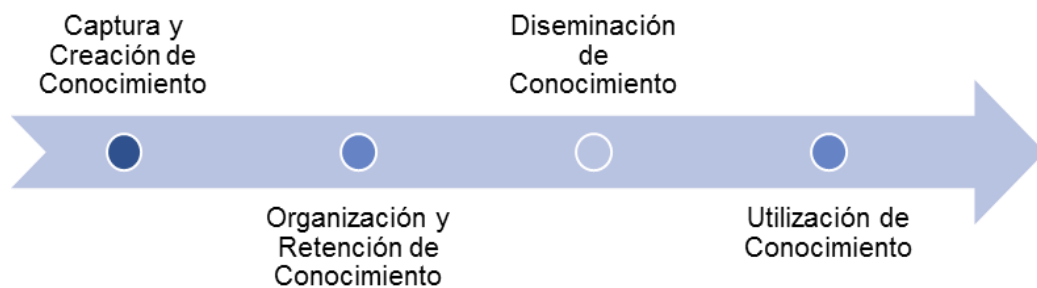 Captura y
Creación de
Conocimiento
Organización y
Retención de
Conocimiento
Diseminación
de
Conocimiento
Utilización de
Conocimiento